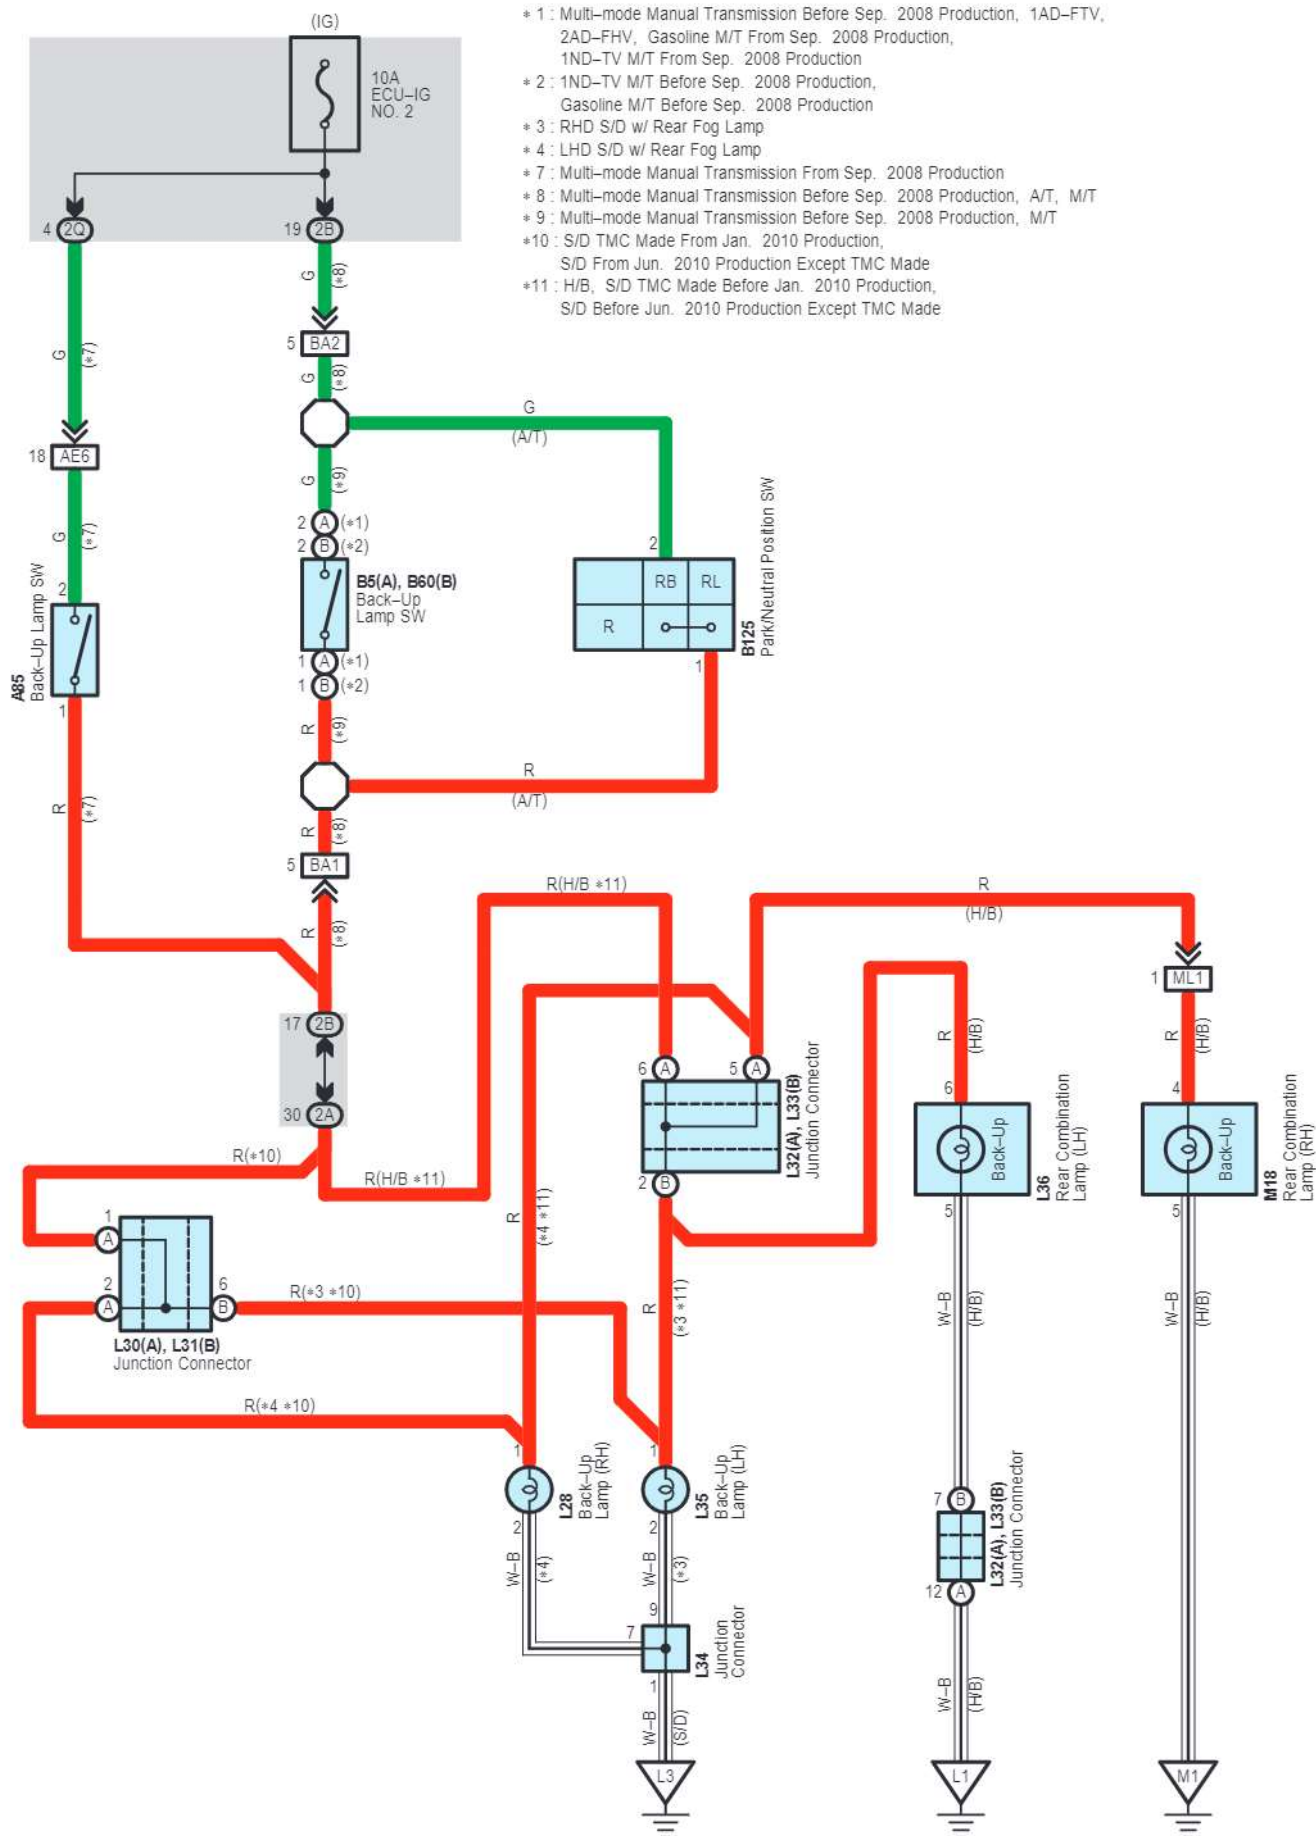 (IG)
10A
ECU–IG
NO. 2
* 1 : Multi–mode Manual Transmission Before Sep. 2008 Production, 1AD–FTV,
2AD–FHV, Gasoline M/T From Sep. 2008 Production,
1ND–TV M/T From Sep. 2008 Production
* 2 : 1ND–TV M/T Before Sep. 2008 Production,
Gasoline M/T Before Sep. 2008 Production
* 3 : RHD S/D w/ Rear Fog Lamp
* 4 : LHD S/D w/ Rear Fog Lamp
* 7 : Multi–mode Manual Transmission From Sep. 2008 Production
* 8 : Multi–mode Manual Transmission Before Sep. 2008 Production, A/T, M/T
* 9 : Multi–mode Manual Transmission Before Sep. 2008 Production, M/T
*10 : S/D TMC Made From Jan. 2010 Production,
S/D From Jun. 2010 Production Except TMC Made
*11 : H/B, S/D TMC Made Before Jan. 2010 Production,
S/D Before Jun. 2010 Production Except TMC Made
4 2Q
19 2B
G
(*8)
G
(*7)
5 BA2
G
(*8)
G
(A/T)
18 AE6
G
(*9)
G
(*7)
2 A (*1)
2 B (*2)
B5(A), B60(B)
Back–Up
Lamp SW
1 A (*1)
1 B (*2)
2
A85
Back–Up Lamp SW
1
2
RB
RL
R
1
B125
Park/Neutral Position SW
R
(*9)
R
(A/T)
R
(*7)
R
(*8)
5 BA1
R
(*8)
R(H/B *11)
R
(H/B)
1 ML1
17 2B
30 2A
R
(H/B)
R
(H/B)
6 A
5 A
L32(A), L33(B)
Junction Connector
2 B
6
Back–Up
L36
Rear Combination
Lamp (LH)
5
4
Back–Up
M18
Rear Combination
Lamp (RH)
5
R(*10)
R(H/B *11)
1
A
2
A
6
B
L30(A), L31(B)
Junction Connector
R(*3 *10)
R
(*4 *11)
R
(*3 *11)
W–B
(H/B)
W–B
(H/B)
R(*4 *10)
1
L28
Back–Up
Lamp (RH)
2
1
L35
Back–Up
Lamp (LH)
2
7 B
L32(A), L33(B)
Junction Connector
12 A
W–B
(*4)
W–B
(*3)
9
7
L34
Junction
Connector
1
W–B
(S/D)
W–B
(H/B)
L3
L1
M1